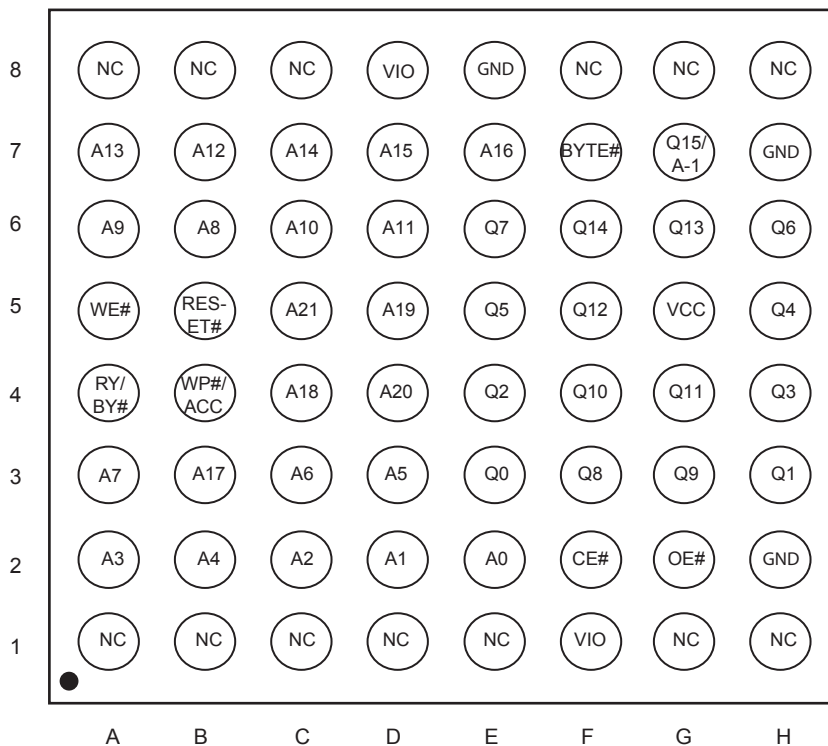 8 NC NC NC VIO GND NC NC NC
7 A13 A12 A14 A15 A16 BYTE# Q15/ A-1 GND
6 A9 A8 A10 A11 Q7 Q14 Q13 Q6
5 WE# RES- ET# A21 A19 Q5 Q12 VCC Q4
4 RY/ BY# WP#/ ACC A18 A20 Q2 Q10 Q11 Q3
3 A7 A17 A6 A5 Q0 Q8 Q9 Q1
2 A3 A4 A2 A1 A0 CE# OE# GND
1 NC NC NC NC NC VIO NC NC
A B C D E F G H